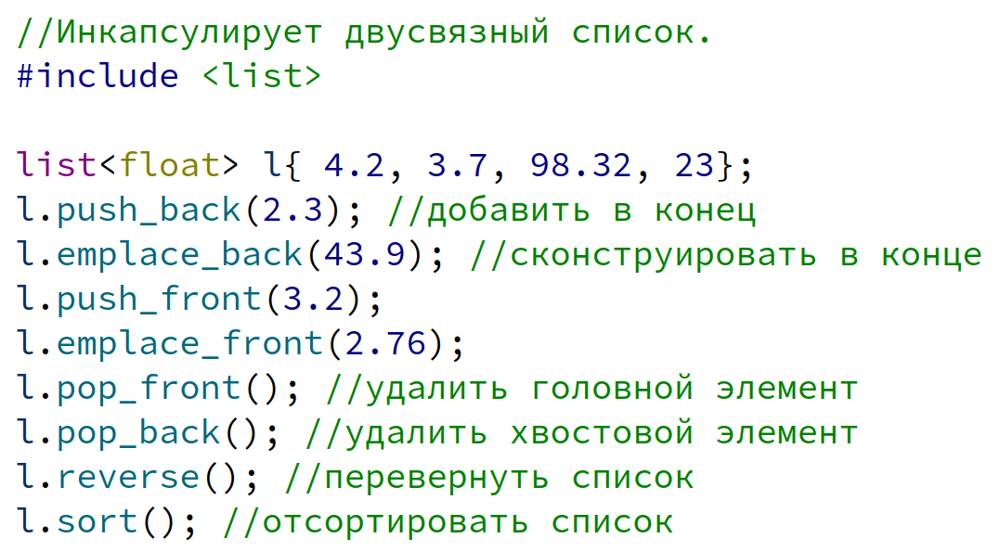 //Инкапсулирует двусвязный список.
#include <list>
list<float> l{ 4.2, 3.7, 98.32, 23};
l.push_back(2.3); //добавить в конец
l.emplace_back(43.9); //сконструировать в конце
l.push_front(3.2);
l.emplace_front(2.76);
l.pop_front(); //удалить головной элемент
l.pop_back(); //удалить хвостовой элемент
l.reverse(); //перевернуть список
l.sort(); //отсортировать список